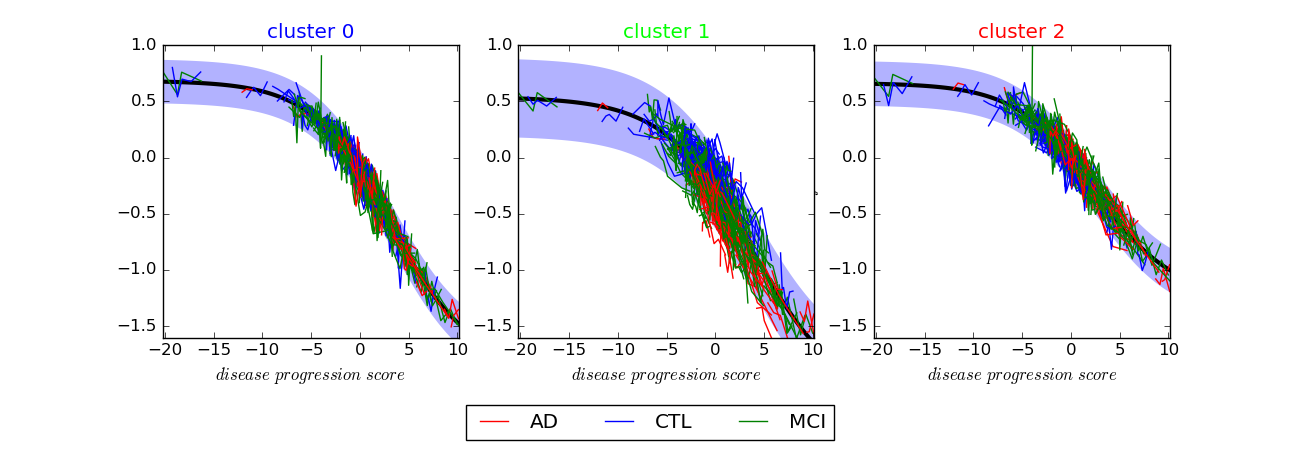 cluster 0 cluster 1 cluster 2
1.0 1.0 1.0
0.5 0.5 0.5
0.0 0.0 0.0
−0.5 −0.5 −0.5
−1.0 −1.0 −1.0
−1.5 −1.5 −1.5
−20 −15 −10 −5 0 5 10 −20 −15 −10 −5 0 5 10 −20 −15 −10 −5 0 5 10
disease progression score disease progression score disease progression score
AD CTL MCI